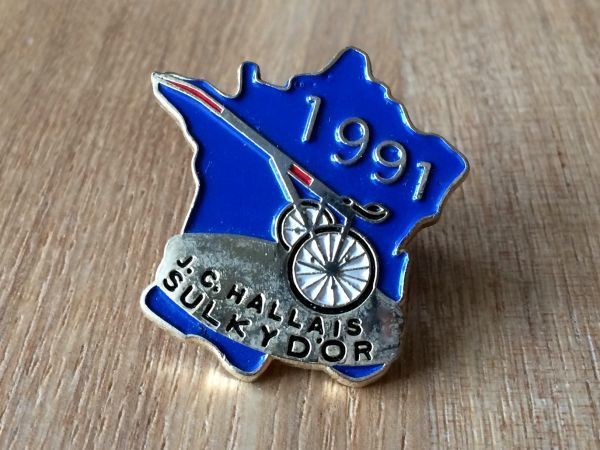 1991
J. C. HALLAIS
SULKY D'OR